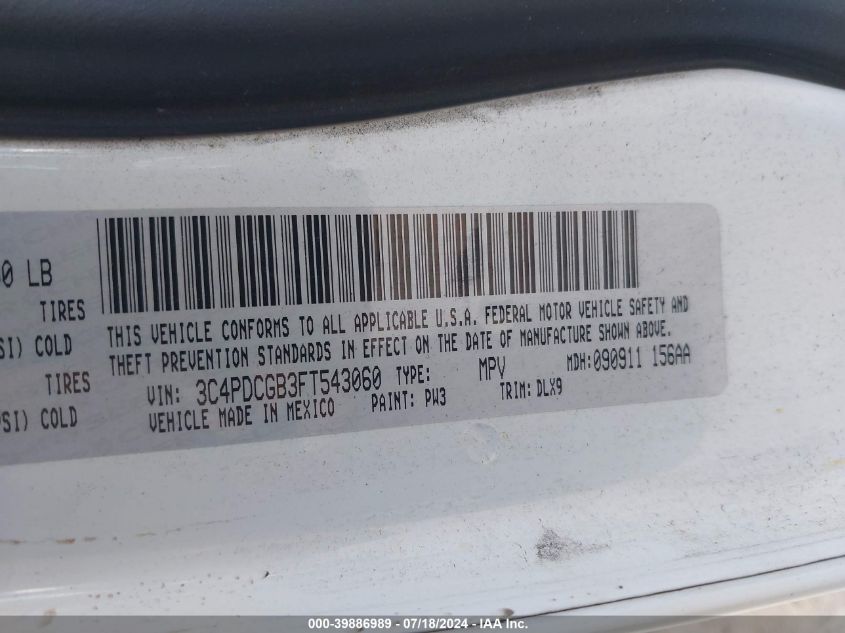 0 LB
TIRES
SI) COLD
TIRES
SI) COLD
THIS VEHICLE CONFORMS TO ALL APPLICABLE U.S.A. FEDERAL MOTOR VEHICLE SAFETY AND
THEFT PREVENTION STANDARDS IN EFFECT ON THE DATE OF MANUFACTURE SHOWN ABOVE.
VIN: 3C4PDCGB3FT543060 TYPE: MPV MDH:090911 156AA
VEHICLE MADE IN MEXICO PAINT: PW3 TRIM: DLX9
000-39886989 - 07/18/2024 - IAA Inc.